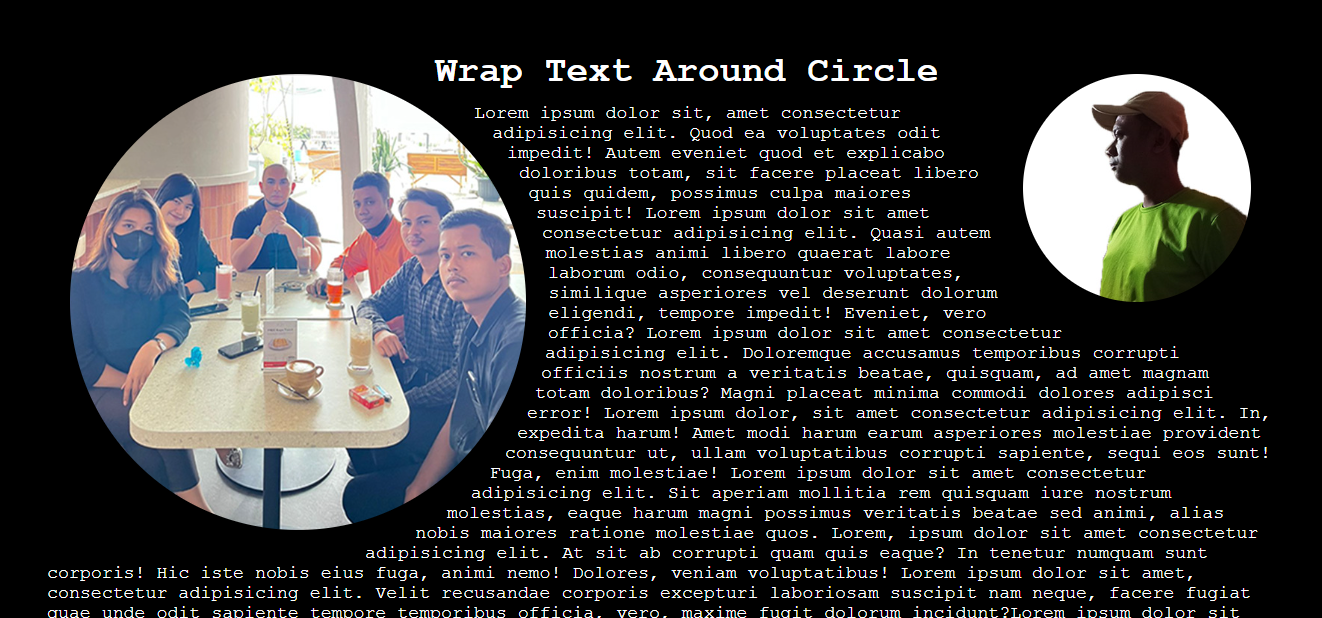 Wrap Text Around Circle
Lorem ipsum dolor sit, amet consectetur
adipisicing elit. Quod ea voluptates odit
impedit! Autem eveniet quod et explicabo
doloribus totam, sit facere placeat libero
quis quidem, possimus culpa maiores
suscipit! Lorem ipsum dolor sit amet
consectetur adipisicing elit. Quasi autem
molestias animi libero quaerat labore
laborum odio, consequuntur voluptates,
similique asperiores vel deserunt dolorum
eligendi, tempore impedit! Eveniet, vero
officia? Lorem ipsum dolor sit amet consectetur
adipisicing elit. Doloremque accusamus temporibus corrupti
officiis nostrum a veritatis beatae, quisquam, ad amet magnam
totam doloribus? Magni placeat minima commodi dolores adipisci
error! Lorem ipsum dolor, sit amet consectetur adipisicing elit. In,
expedita harum! Amet modi harum earum asperiores molestiae provident
consequuntur ut, ullam voluptatibus corrupti sapiente, sequi eos sunt!
Fuga, enim molestiae! Lorem ipsum dolor sit amet consectetur
adipisicing elit. Sit aperiam mollitia rem quisquam iure nostrum
molestias, eaque harum magni possimus veritatis beatae sed animi, alias
nobis maiores ratione molestiae quos. Lorem, ipsum dolor sit amet consectetur
adipisicing elit. At sit ab corrupti quam quis eaque? In tenetur numquam sunt
corporis! Hic iste nobis eius fuga, animi nemo! Dolores, veniam voluptatibus! Lorem ipsum dolor sit amet,
consectetur adipisicing elit. Velit recusandae corporis excepturi laboriosam suscipit nam neque, facere fugiat
quae unde odit sapiente tempore temporibus officia, vero, maxime fugit dolorum incidunt?Lorem ipsum dolor sit